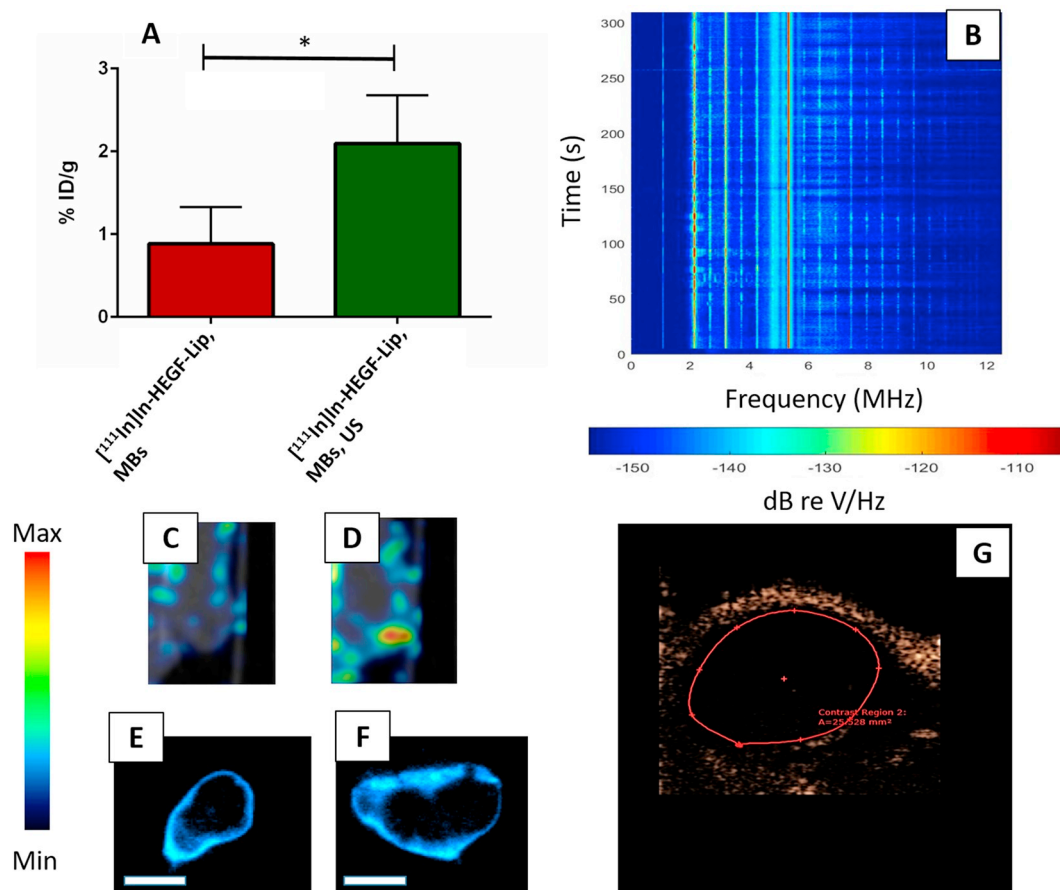 A
*
3
2
1
0
% ID/g
[¹¹¹In]In-HEGF-Lip,
MBs
[¹¹¹In]In-HEGF-Lip,
MBs, US
B
300
250
200
150
100
50
0
Time (s)
0 2 4 6 8 10 12
Frequency (MHz)
-150 -140 -130 -120 -110
dB re V/Hz
Max
Min
C
D
E
F
G
Contrast Region 2:
A=25.528 mm²